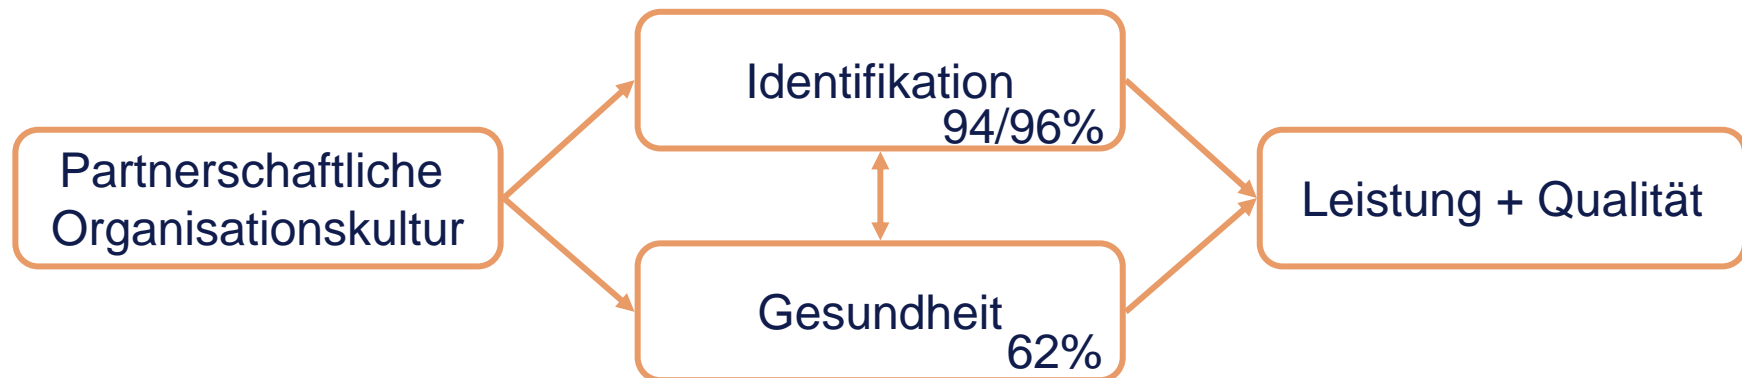 Partnerschaftliche
Organisationskultur
Identifikation
94/96%
Gesundheit
62%
Leistung + Qualität